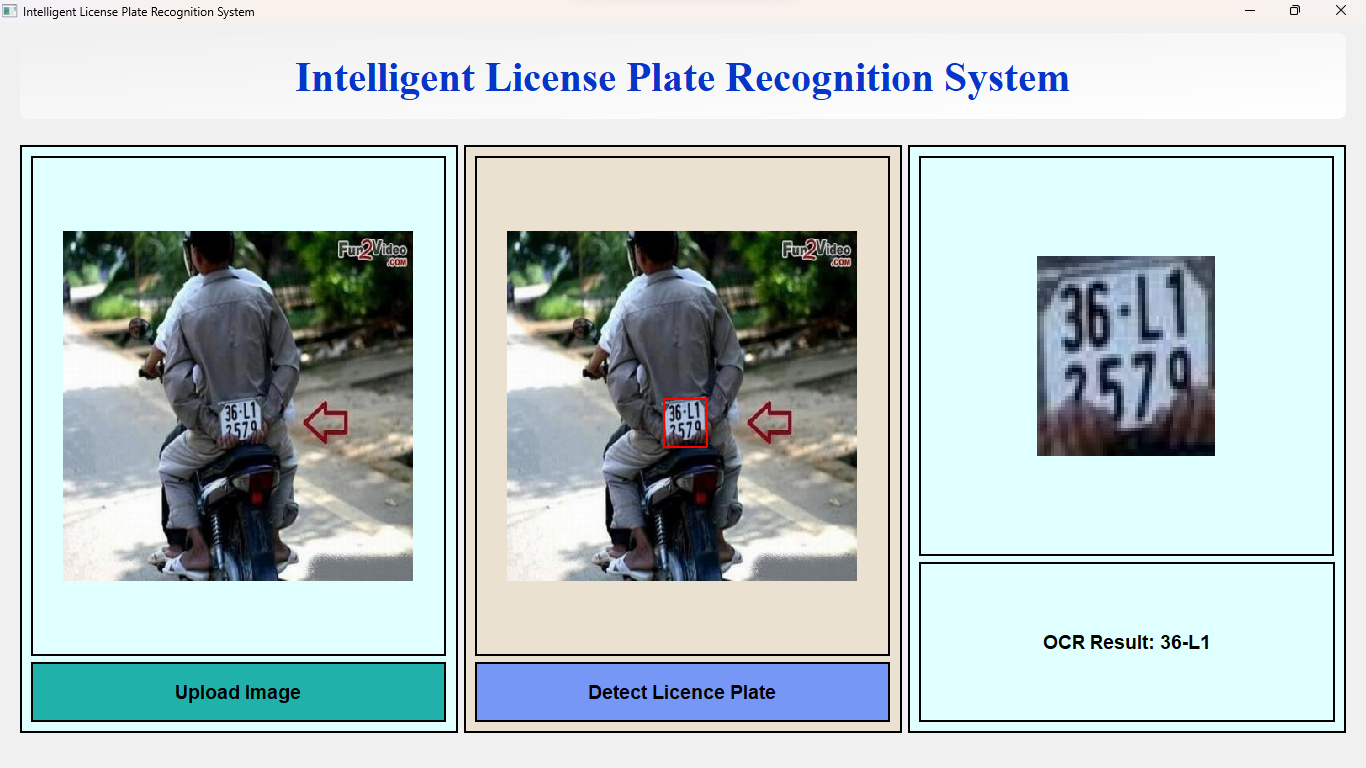 Intelligent License Plate Recognition System
Intelligent License Plate Recognition System
Fun2Video
.COM
36-L1
2579
Upload Image
Fun2Video
.COM
36-L1
2579
Detect Licence Plate
36-L1
2579
OCR Result: 36-L1